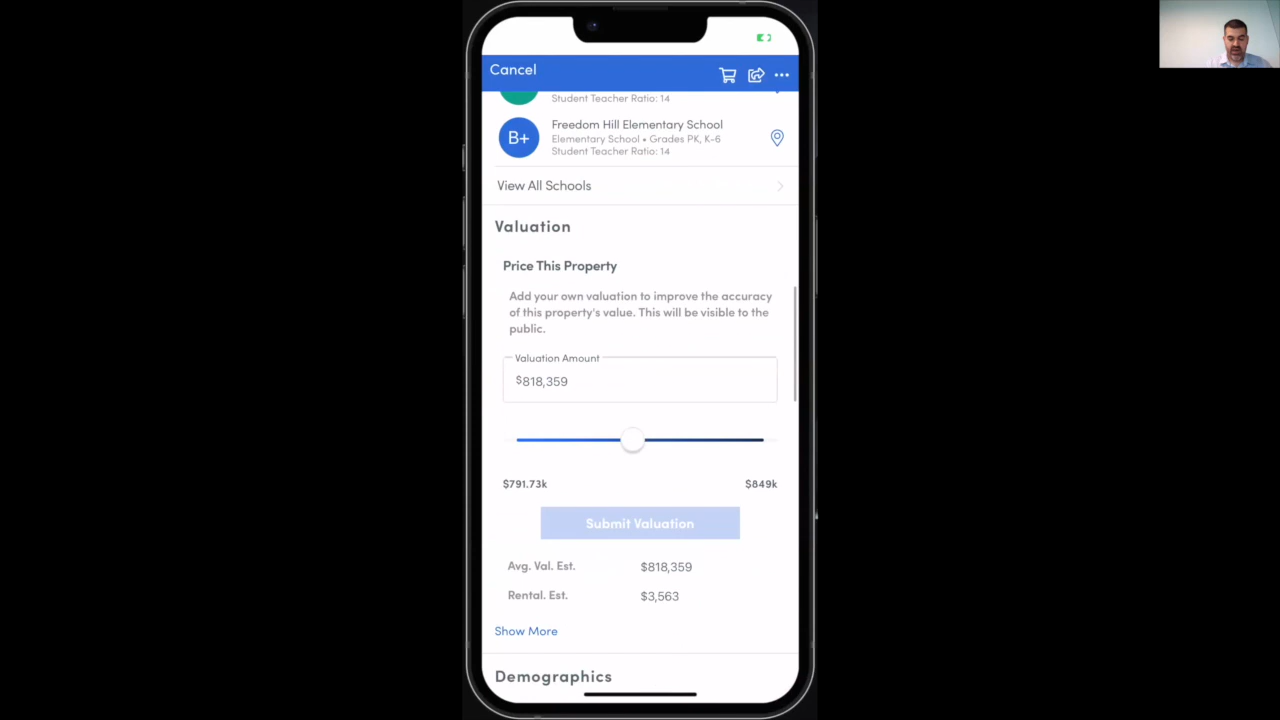 Cancel
Student Teacher Ratio: 14
B+
Freedom Hill Elementary School
Elementary School • Grades PK, K-6
Student Teacher Ratio: 14
View All Schools
Valuation
Price This Property
Add your own valuation to improve the accuracy
of this property's value. This will be visible to the
public.
Valuation Amount
$818,359
$791.73k
$849k
Submit Valuation
Avg. Val. Est.
$818,359
Rental. Est.
$3,563
Show More
Demographics